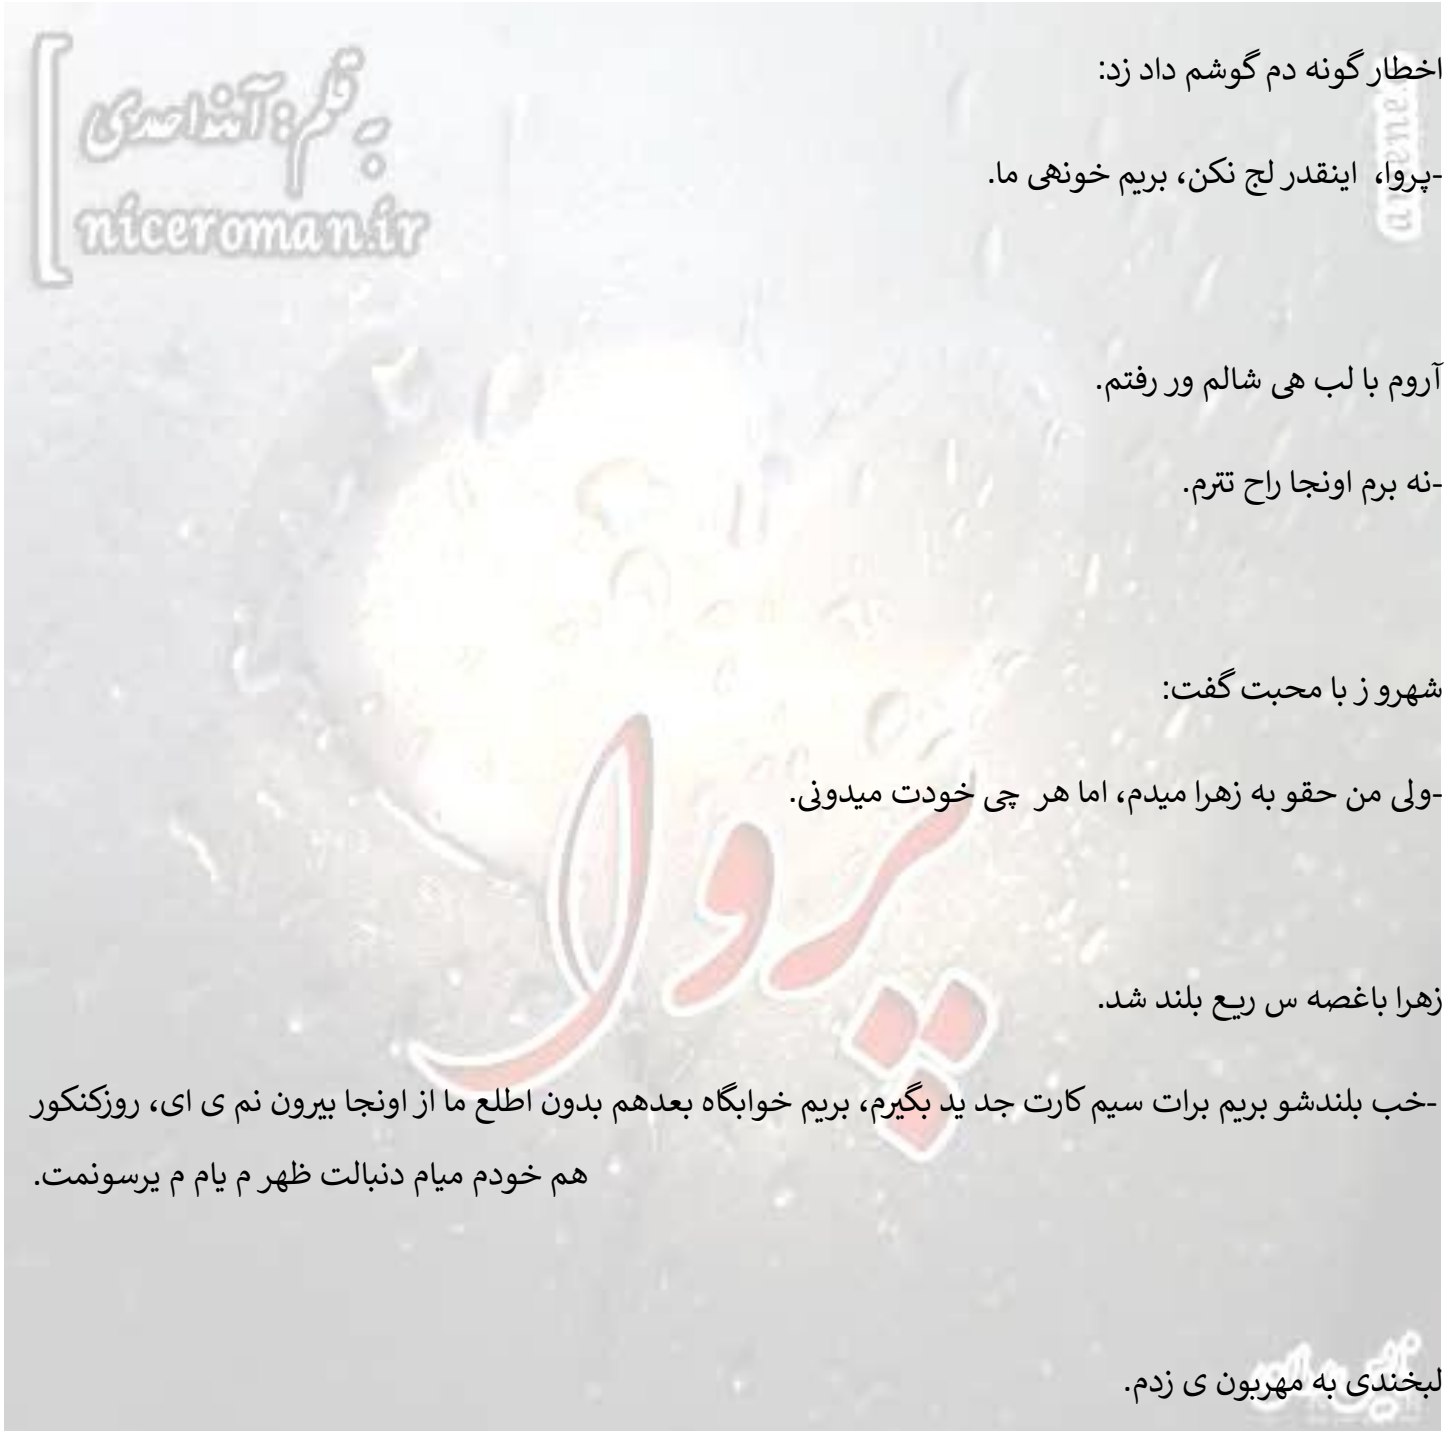 به قلم: آمنه احمدی
niceroman.ir
اخطار گونه دم گوشم داد زد:
-پروا،  اینقدر لج نکن، بریم خونهی ما.
آروم با لب هی شالم ور رفتم.
-نه برم اونجا راح تترم.
شهرو ز با محبت گفت:
-ولی من حقو به زهرا میدم، اما هر  چی خودت میدونی.
پروا
زهرا باغصه س ریع بلند شد.
-خب بلندشو بریم برات سیم کارت جد ید بگیرم، بریم خوابگاه بعدهم بدون اطلع ما از اونجا بیرون نم ی ای، روزکنکور
هم خودم میام دنبالت ظهر م یام م یرسونمت.
لبخندی به مهربون ی زدم.